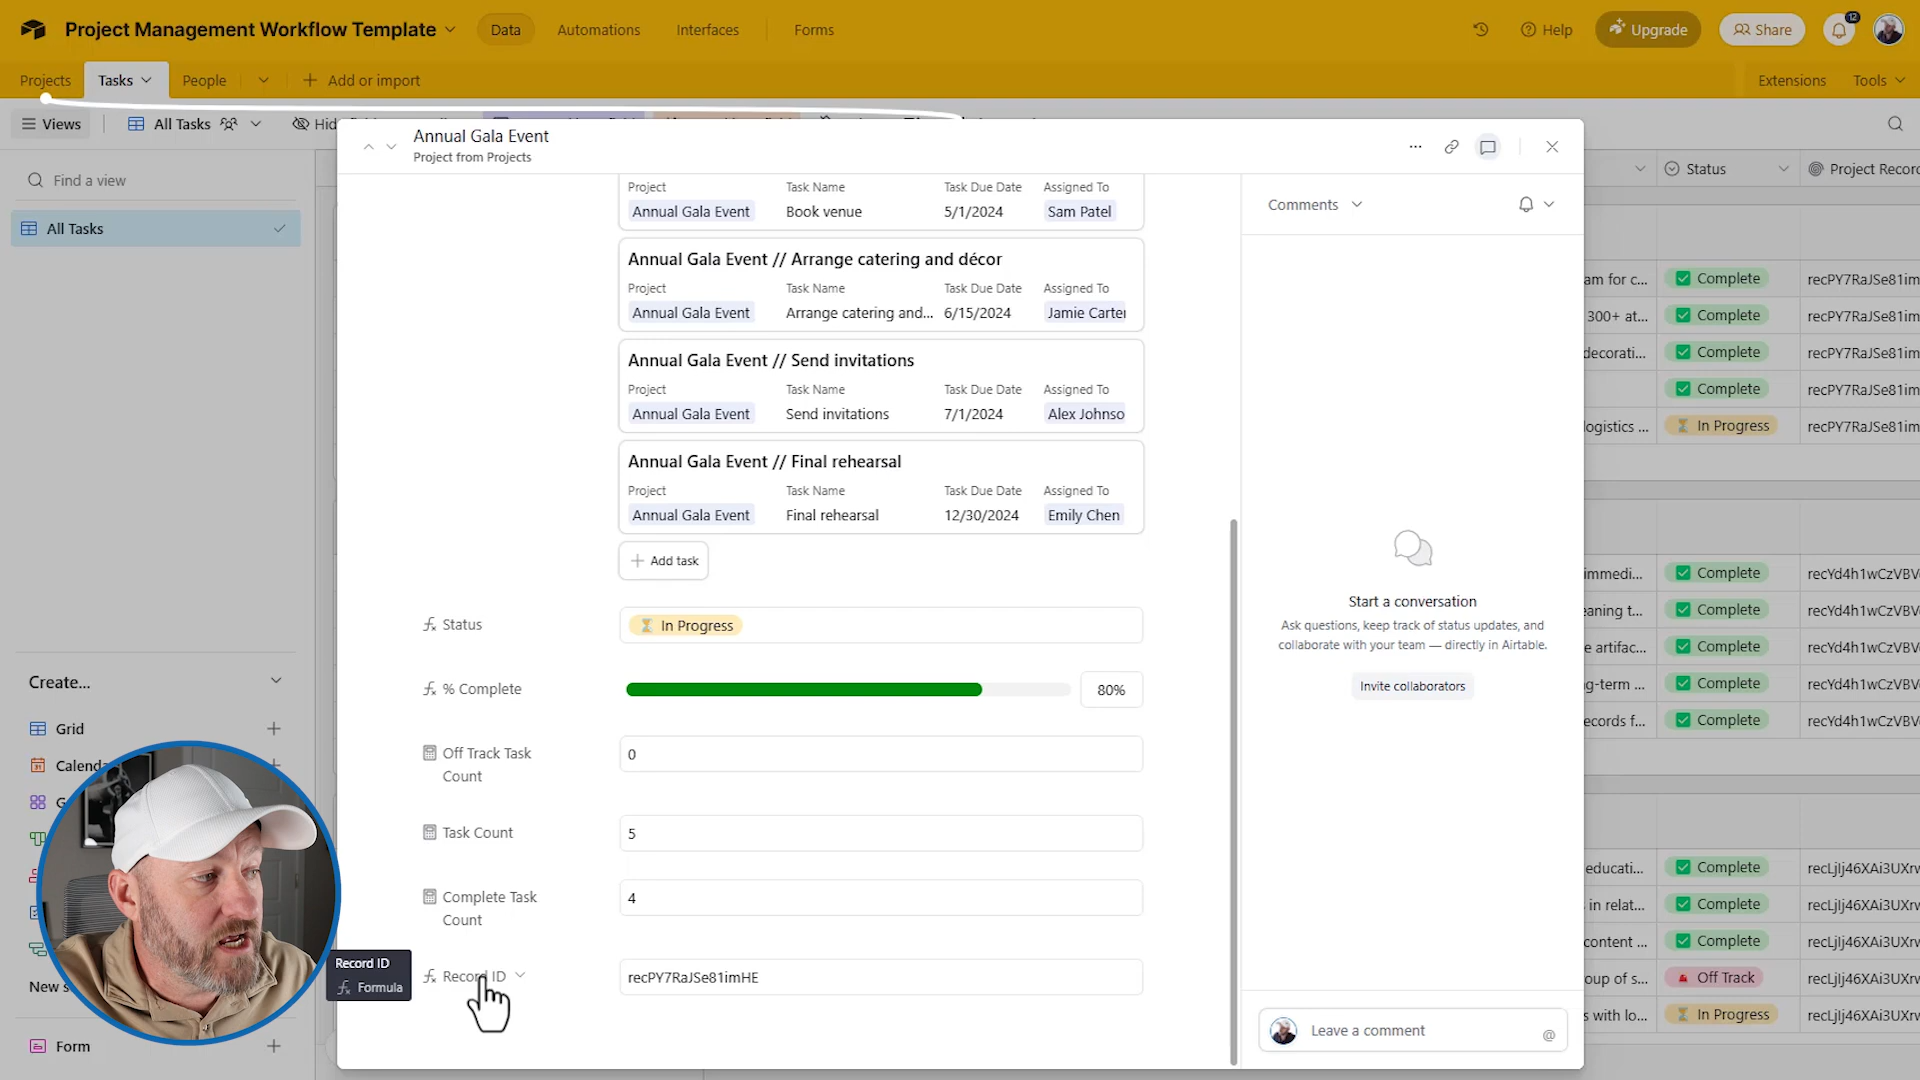 Project Management Workflow Template
Data
Automations
Interfaces
Forms
Help
Upgrade
Share
12
Projects
Tasks
People
Add or import
Extensions
Tools
Views
All Tasks
Find a view
All Tasks
Create...
Grid
Form
Annual Gala Event
Project from Projects
Project Task Name Task Due Date Assigned To
Annual Gala Event Book venue 5/1/2024 Sam Patel
Annual Gala Event // Arrange catering and décor
Project Task Name Task Due Date Assigned To
Annual Gala Event Arrange catering and... 6/15/2024 Jamie Carter
Annual Gala Event // Send invitations
Project Task Name Task Due Date Assigned To
Annual Gala Event Send invitations 7/1/2024 Alex Johnso
Annual Gala Event // Final rehearsal
Project Task Name Task Due Date Assigned To
Annual Gala Event Final rehearsal 12/30/2024 Emily Chen
Add task
Status In Progress
% Complete 80%
Off Track Task
Count
0
Task Count 5
Complete Task
Count
4
Record ID
Formula
Record ID recPY7RaJSe81imHE
Comments
Start a conversation
Ask questions, keep track of status updates, and
collaborate with your team — directly in Airtable.
Invite collaborators
Leave a comment
@
Status Project Recor
am for c... Complete recPY7RaJSe81im
300+ at... Complete recPY7RaJSe81im
decorati... Complete recPY7RaJSe81im
Complete recPY7RaJSe81im
logistics ... In Progress recPY7RaJSe81im
immedi... Complete recYd4h1wCzVBV
eaning t... Complete recYd4h1wCzVBV
e artifac... Complete recYd4h1wCzVBV
ng-term ... Complete recYd4h1wCzVBV
ecords f... Complete recYd4h1wCzVBV
educati... Complete recLjIj46XAi3UXr
in relat... Complete recLjIj46XAi3UXr
content ... Complete recLjIj46XAi3UXr
oup of s... Off Track recLjIj46XAi3UXr
s with lo... In Progress recLjIj46XAi3UXr